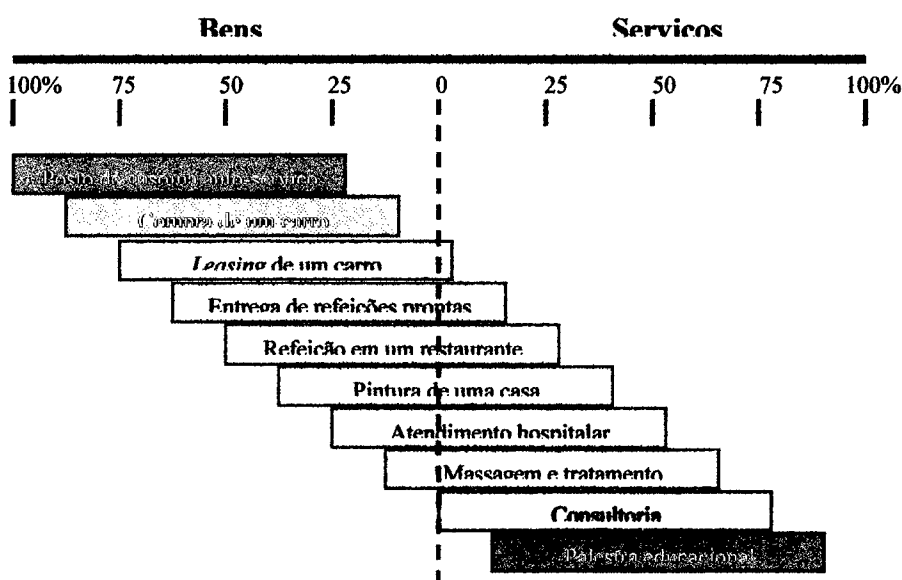 Bens Serviços
100% 75 50 25 0 25 50 75 100%
Posto de gasolina auto-serviço
Compra de um carro
Leasing de um carro
Entrega de refeições prontas
Refeição em um restaurante
Pintura de uma casa
Atendimento hospitalar
Massagem e tratamento
Consultoria
Palestra educacional